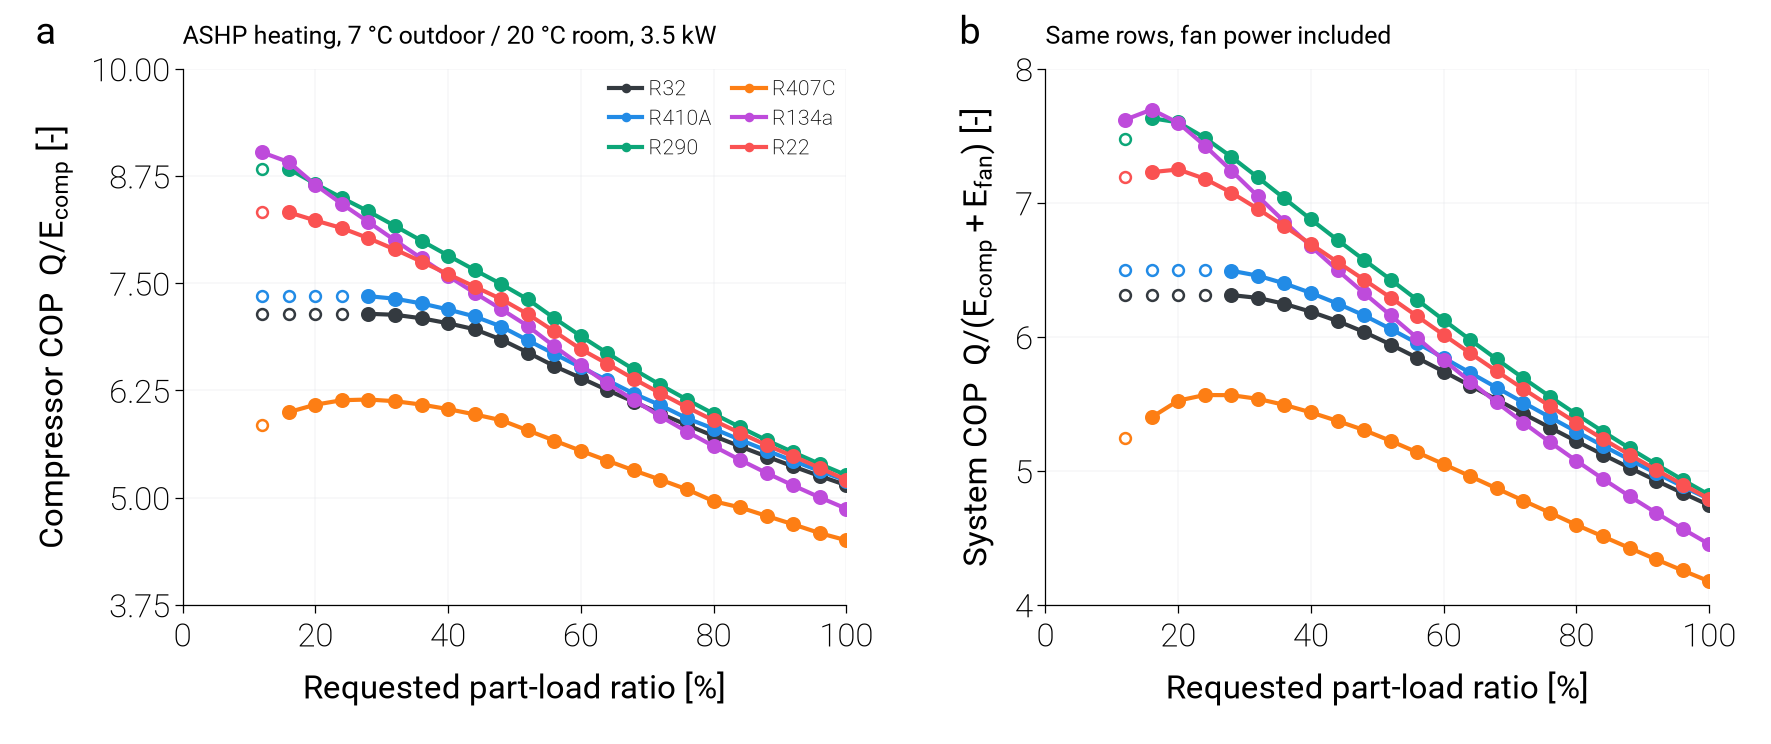 a
ASHP heating, 7 °C outdoor / 20 °C room, 3.5 kW
10.00
8.75
7.50
6.25
5.00
3.75
Compressor COP Q/Ecomp [-]
R32
R410A
R290
R407C
R134a
R22
0
20
40
60
80
100
Requested part-load ratio [%]
b
Same rows, fan power included
8
7
6
5
4
System COP Q/(Ecomp + Efan) [-]
0
20
40
60
80
100
Requested part-load ratio [%]